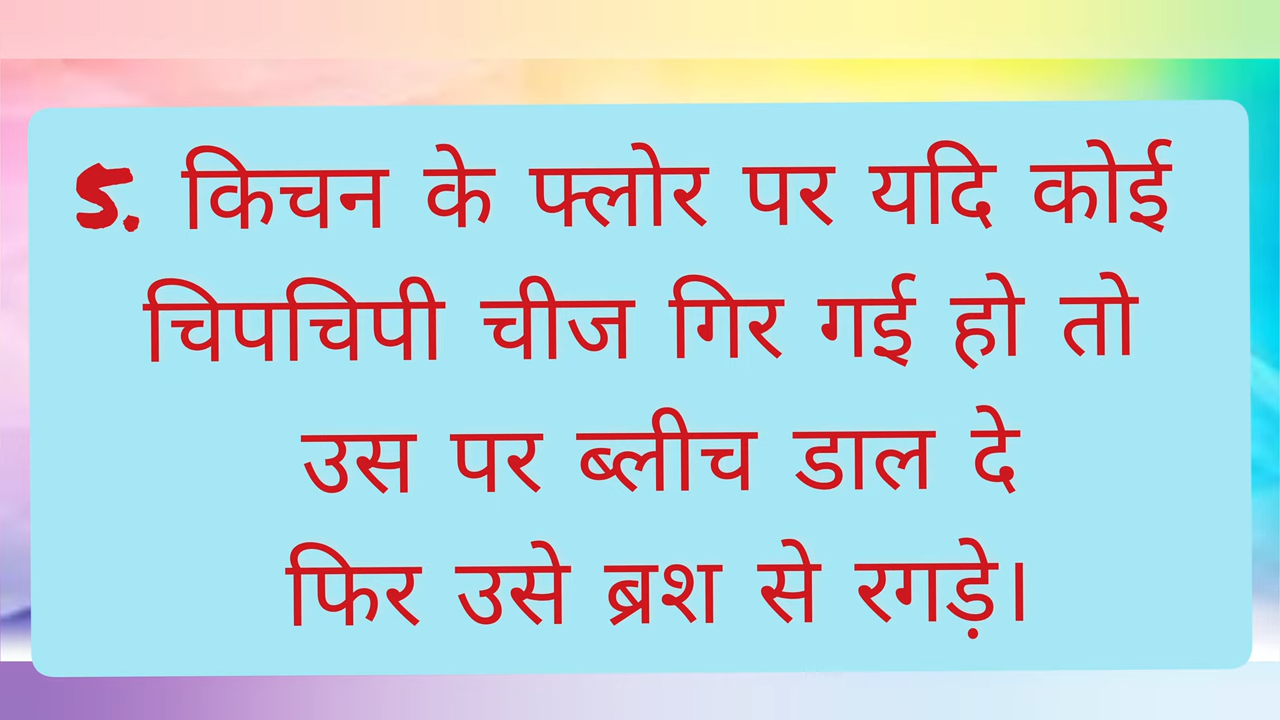 5. किचन के फ्लोर पर यदि कोई
चिपचिपी चीज गिर गई हो तो
उस पर ब्लीच डाल दे
फिर उसे ब्रश से रगड़े।